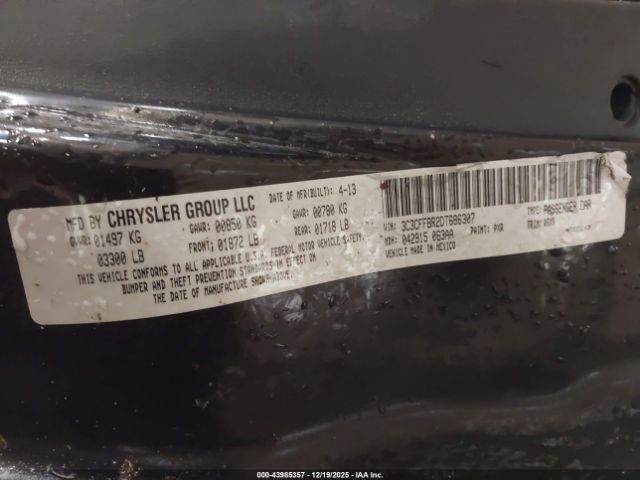 MFD BY CHRYSLER GROUP LLC DATE OF MFR(BUILT): 4-13
GVWR: 01497 KG GAWR: 00850 KG GAWR: 00780 KG
03300 LB FRONT: 01872 LB REAR: 01718 LB
THIS VEHICLE CONFORMS TO ALL APPLICABLE U.S.A. FEDERAL MOTOR VEHICLE SAFETY,
BUMPER AND THEFT PREVENTION STANDARDS IN EFFECT ON
THE DATE OF MANUFACTURE SHOWN ABOVE.
VIN: 3C3CFFBR2DT686307 TYPE: PASSENGER CAR
MDH: 042915 063AA PAINT: PXR TRIM:
VEHICLE MADE IN MEXICO
000-43985357 • 12/19/2025 • IAA Inc.